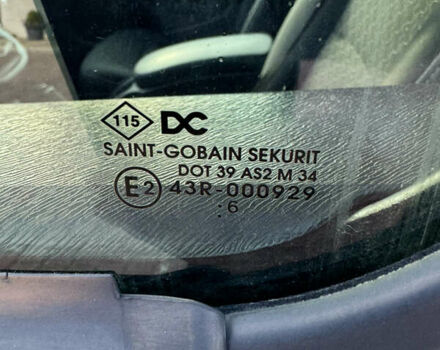 115 DC
SAINT-GOBAIN SEKURIT
DOT 39 AS2 M 34
E2 43R-000929
:6